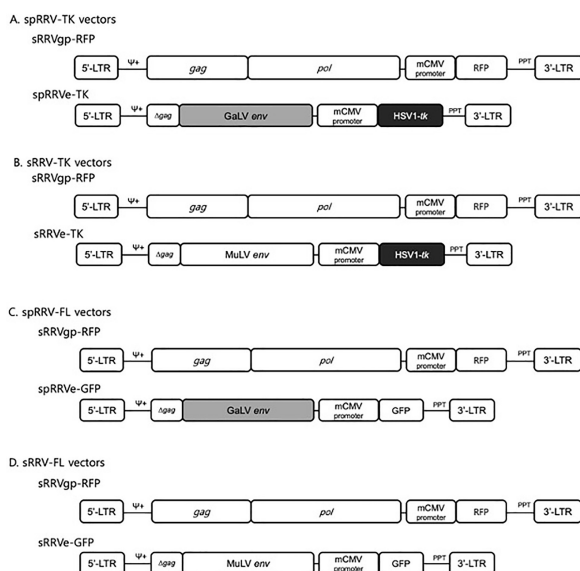 A. spRRV-TK vectors
sRRVgp-RFP
5'-LTR Ψ+ gag pol mCMV promoter RFP PPT 3'-LTR
spRRVe-TK
5'-LTR Ψ+ Δgag GaLV env mCMV promoter HSV1-tk PPT 3'-LTR
B. sRRV-TK vectors
sRRVgp-RFP
5'-LTR Ψ+ gag pol mCMV promoter RFP PPT 3'-LTR
sRRVe-TK
5'-LTR Ψ+ Δgag MuLV env mCMV promoter HSV1-tk PPT 3'-LTR
C. spRRV-FL vectors
sRRVgp-RFP
5'-LTR Ψ+ gag pol mCMV promoter RFP PPT 3'-LTR
spRRVe-GFP
5'-LTR Ψ+ Δgag GaLV env mCMV promoter GFP PPT 3'-LTR
D. sRRV-FL vectors
sRRVgp-RFP
5'-LTR Ψ+ gag pol mCMV promoter RFP PPT 3'-LTR
sRRVe-GFP
5'-LTR Ψ+ Δgag MuLV env mCMV promoter GFP PPT 3'-LTR